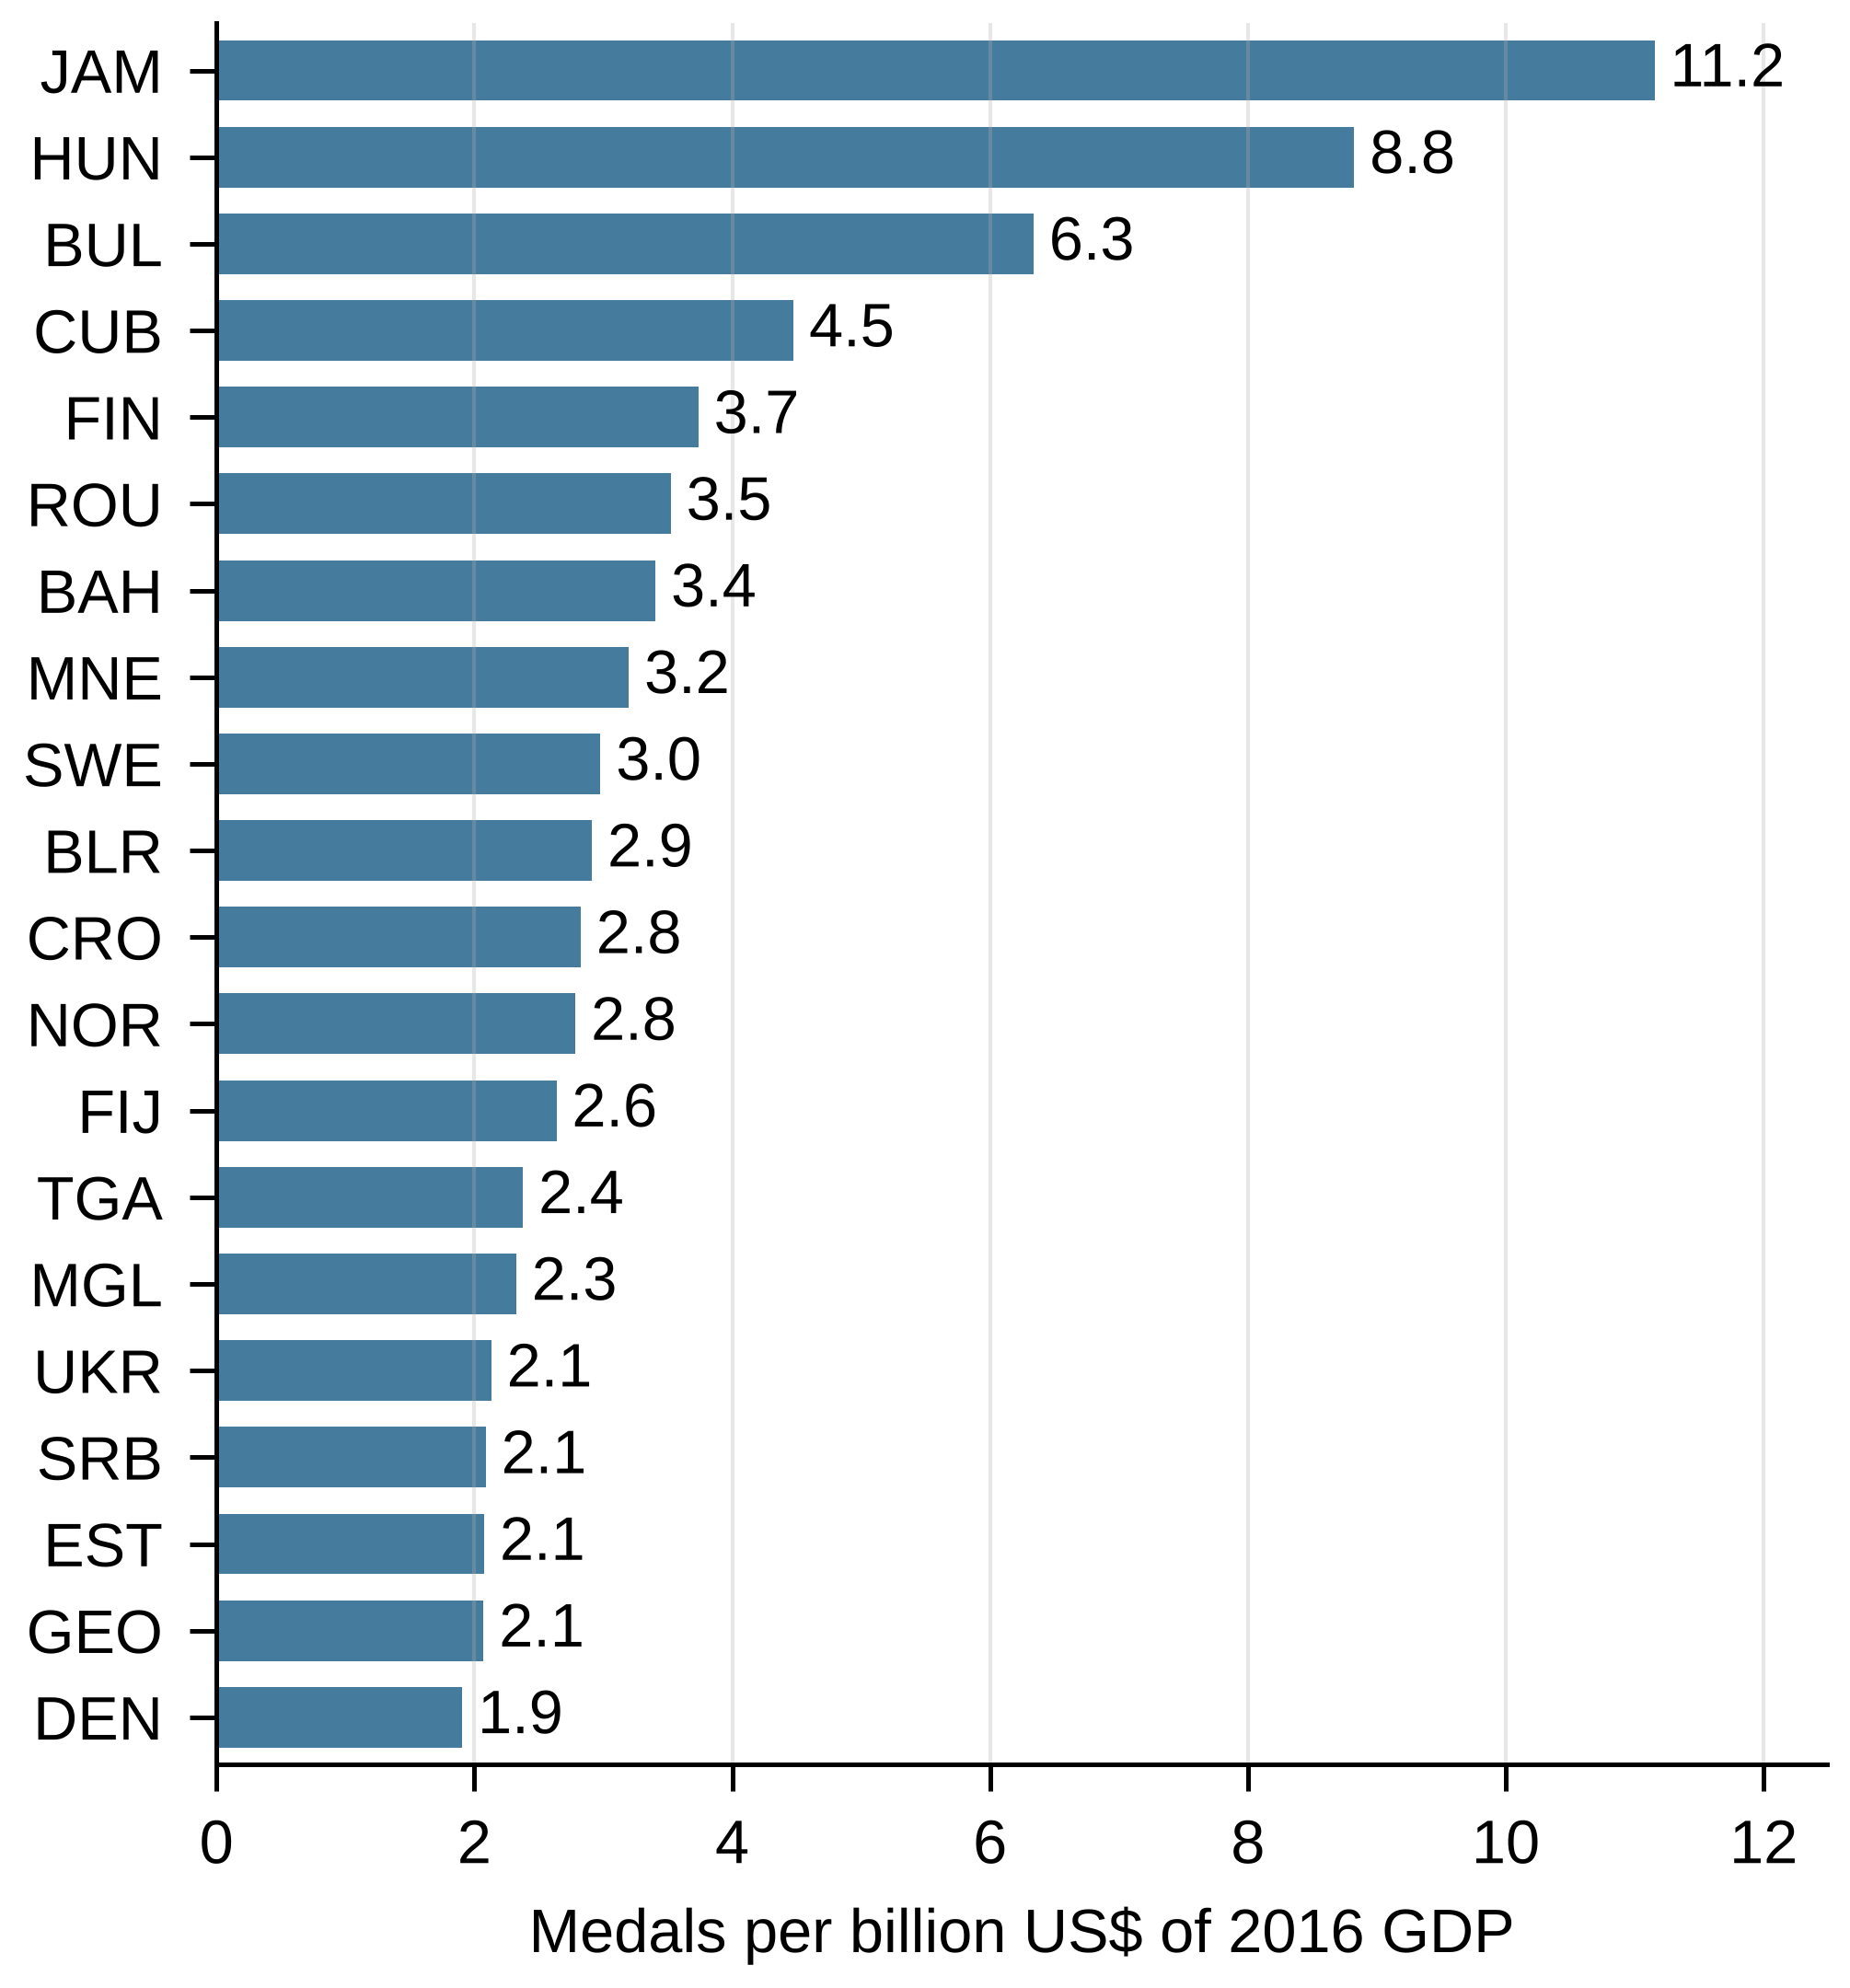 JAM 11.2
HUN 8.8
BUL 6.3
CUB 4.5
FIN 3.7
ROU 3.5
BAH 3.4
MNE 3.2
SWE 3.0
BLR 2.9
CRO 2.8
NOR 2.8
FIJ 2.6
TGA 2.4
MGL 2.3
UKR 2.1
SRB 2.1
EST 2.1
GEO 2.1
DEN 1.9
0 2 4 6 8 10 12
Medals per billion US$ of 2016 GDP